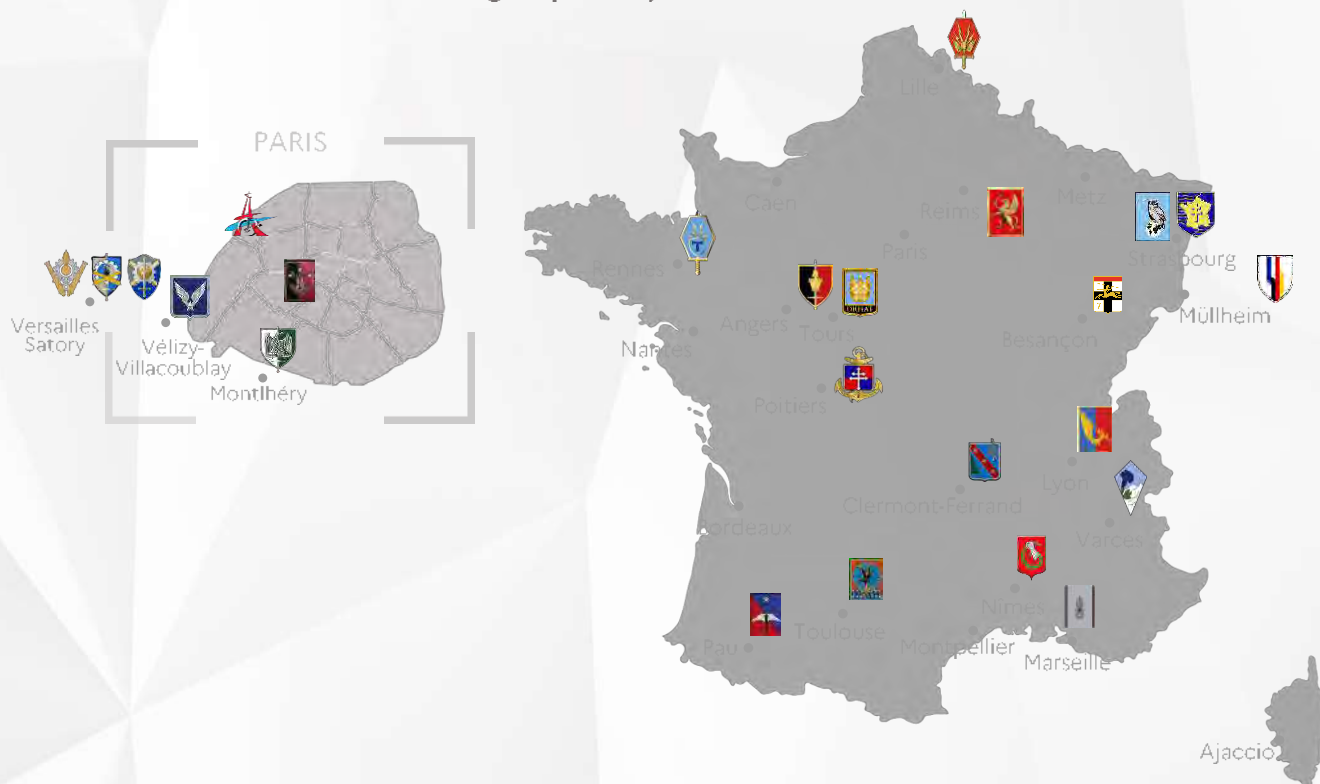 PARIS
Versailles
Satory
Vélizy-
Villacoublay
Montlhéry
Lille
Caen
Reims
Metz
Paris
Strasbourg
Rennes
Müllheim
Angers
Tours
DRHAT
Besançon
Nantes
Poitiers
Lyon
Clermont-Ferrand
Bordeaux
Varces
Nîmes
Toulouse
Pau
Montpellier
Marseille
Ajaccio